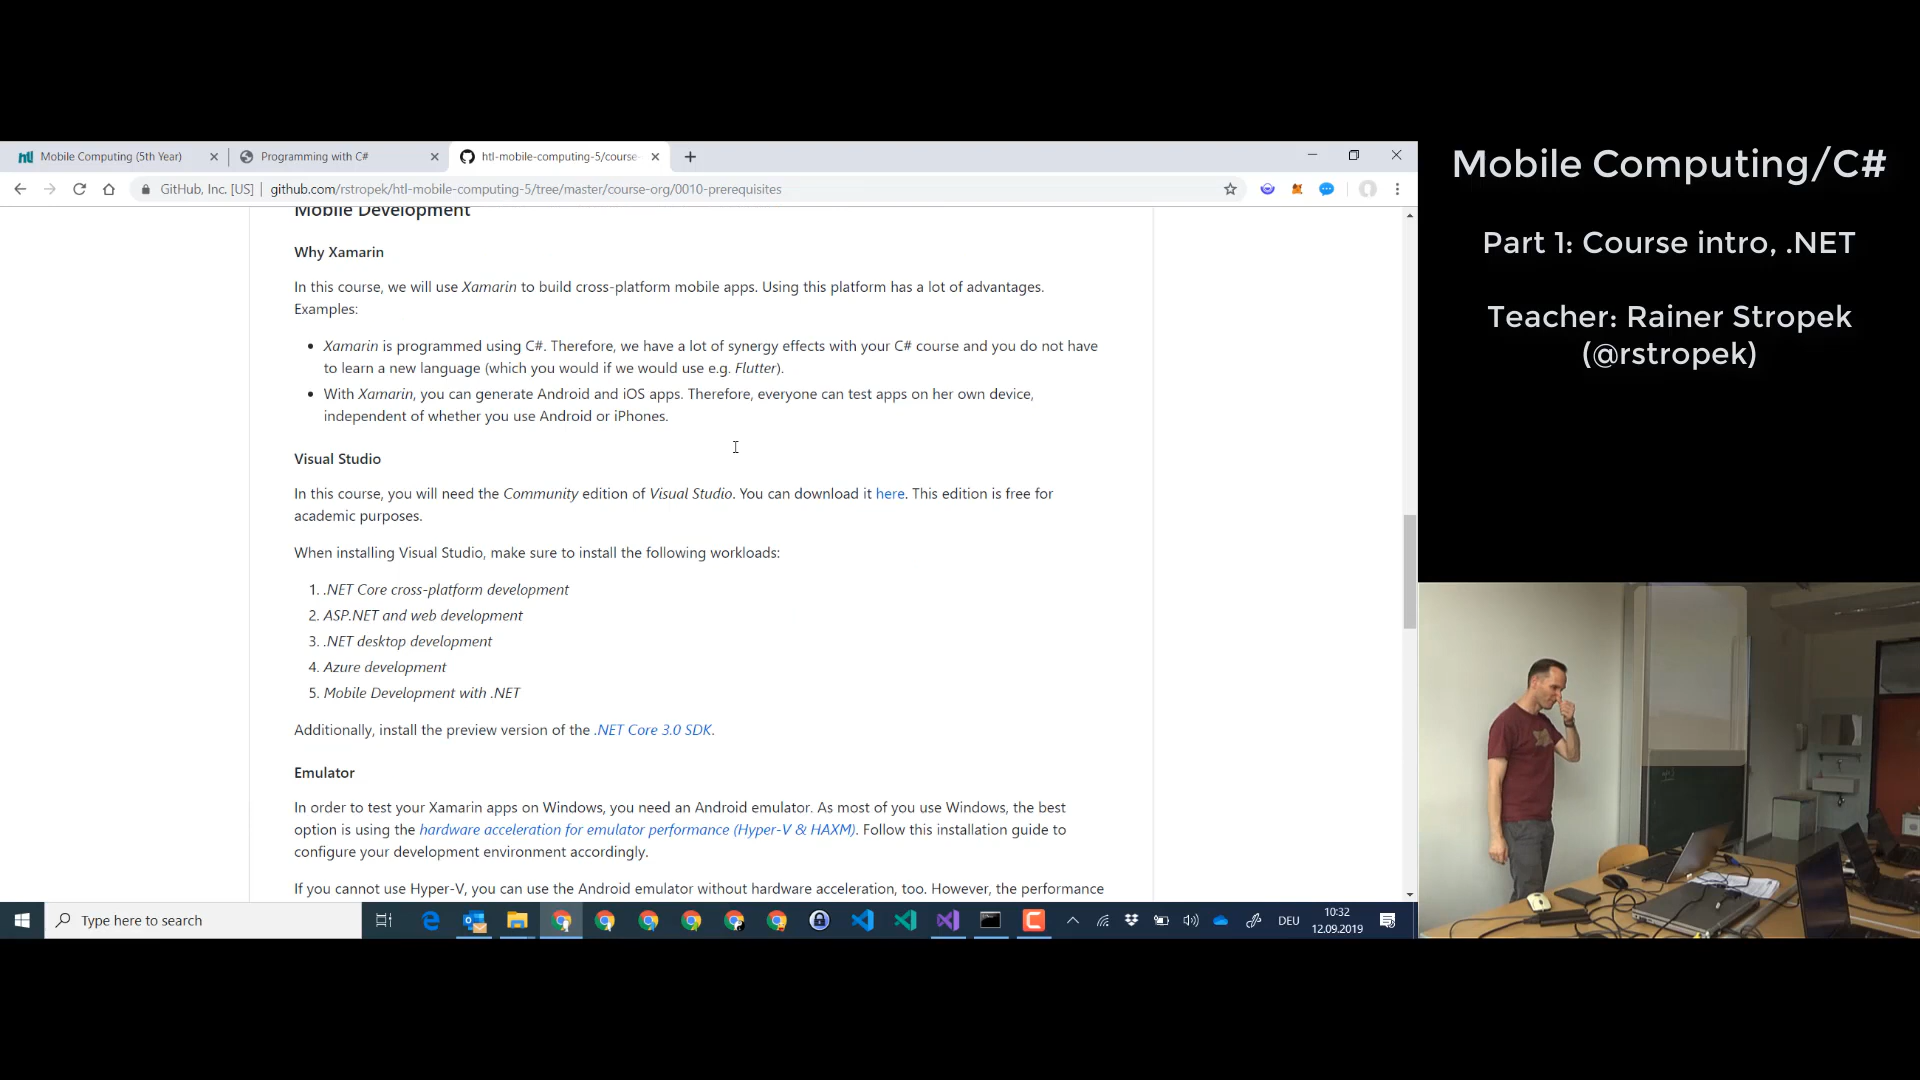 Mobile Computing (5th Year)
Programming with C#
htl-mobile-computing-5/course-
GitHub, Inc. [US]
github.com/rstropek/htl-mobile-computing-5/tree/master/course-org/0010-prerequisites
Mobile Development
Why Xamarin
In this course, we will use Xamarin to build cross-platform mobile apps. Using this platform has a lot of advantages.
Examples:
• Xamarin is programmed using C#. Therefore, we have a lot of synergy effects with your C# course and you do not have
to learn a new language (which you would if we would use e.g. Flutter).
• With Xamarin, you can generate Android and iOS apps. Therefore, everyone can test apps on her own device,
independent of whether you use Android or iPhones.
Visual Studio
In this course, you will need the Community edition of Visual Studio. You can download it here. This edition is free for
academic purposes.
When installing Visual Studio, make sure to install the following workloads:
1. .NET Core cross-platform development
2. ASP.NET and web development
3. .NET desktop development
4. Azure development
5. Mobile Development with .NET
Additionally, install the preview version of the .NET Core 3.0 SDK.
Emulator
In order to test your Xamarin apps on Windows, you need an Android emulator. As most of you use Windows, the best
option is using the hardware acceleration for emulator performance (Hyper-V & HAXM). Follow this installation guide to
configure your development environment accordingly.
If you cannot use Hyper-V, you can use the Android emulator without hardware acceleration, too. However, the performance
Type here to search
DEU
10:32
12.09.2019
Mobile Computing/C#
Part 1: Course intro, .NET
Teacher: Rainer Stropek
(@rstropek)